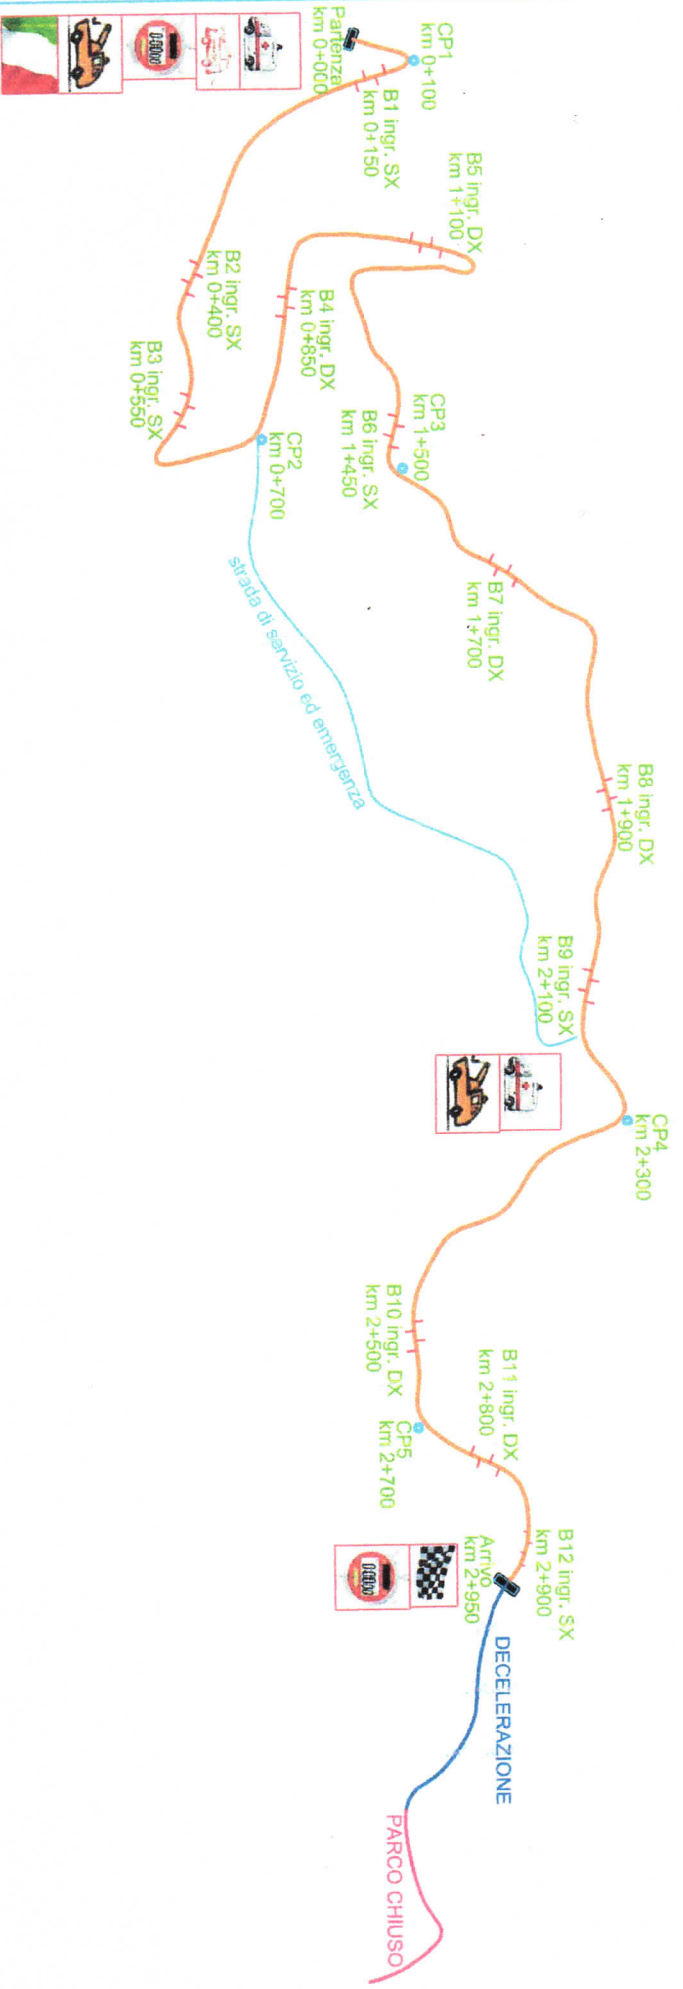 Partenza
km 0+000
CP1
km 0+100
B1 ingr. SX
km 0+150
B2 ingr. SX
km 0+400
B3 ingr. SX
km 0+550
CP2
km 0+700
B4 ingr. DX
km 0+850
B5 ingr. DX
km 1+100
B6 ingr. SX
km 1+450
CP3
km 1+500
B7 ingr. DX
km 1+700
B8 ingr. DX
km 1+900
B9 ingr. SX
km 2+100
strada di servizio ed emergenza
CP4
km 2+300
B10 ingr. DX
km 2+500
CP5
km 2+700
B11 ingr. DX
km 2+800
B12 ingr. SX
km 2+900
Arrivo
km 2+950
DECELERAZIONE
PARCO CHIUSO